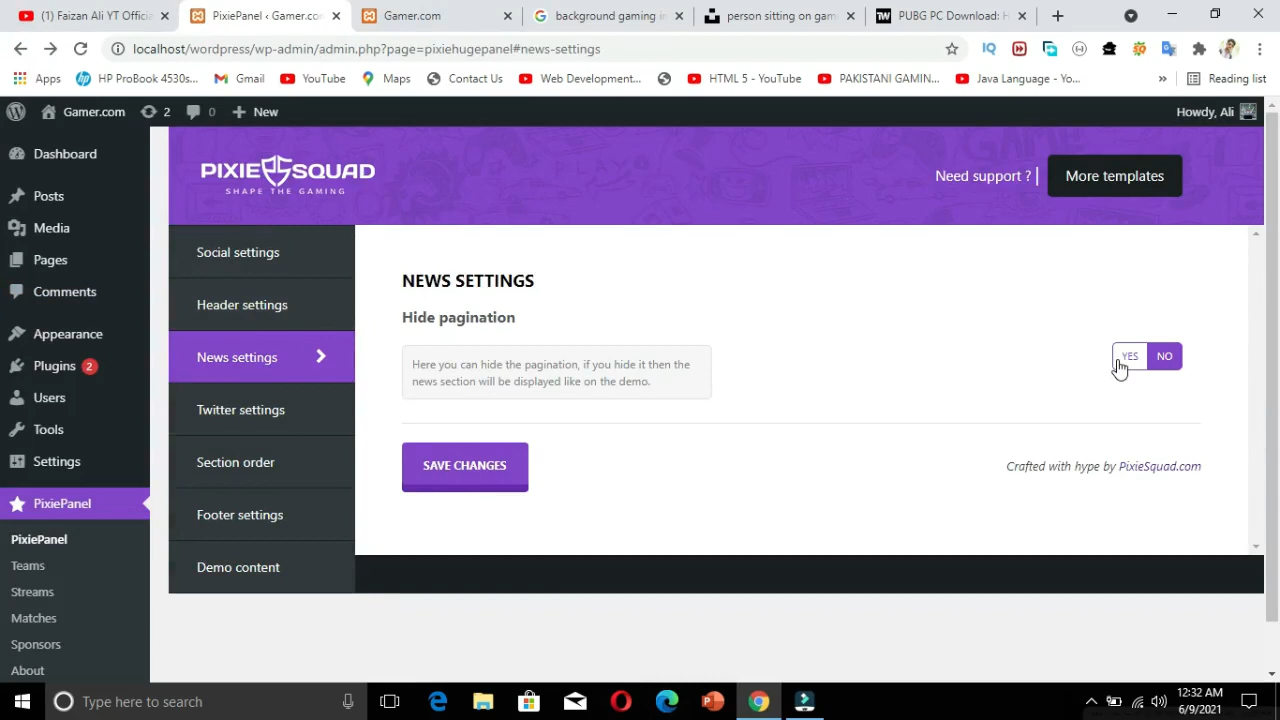 (1) Faizan Ali YT Officia
PixiePanel ‹ Gamer.com
Gamer.com
background gaming in
person sitting on gam
PUBG PC Download: H
localhost/wordpress/wp-admin/admin.php?page=pixiehugepanel#news-settings
Apps
HP ProBook 4530s...
Gmail
YouTube
Maps
Contact Us
Web Development...
HTML 5 - YouTube
PAKISTANI GAMIN...
Java Language - Yo...
»
Reading list
Gamer.com
2
0
New
Howdy, Ali
Dashboard
Posts
Media
Pages
Comments
Appearance
Plugins 2
Users
Tools
Settings
PixiePanel
PixiePanel
Teams
Streams
Matches
Sponsors
About
PIXIE SQUAD
SHAPE THE GAMING
Need support ?
More templates
Social settings
Header settings
News settings
Twitter settings
Section order
Footer settings
Demo content
NEWS SETTINGS
Hide pagination
Here you can hide the pagination, if you hide it then the
news section will be displayed like on the demo.
YES NO
SAVE CHANGES
Crafted with hype by PixieSquad.com
Type here to search
12:32 AM
6/9/2021